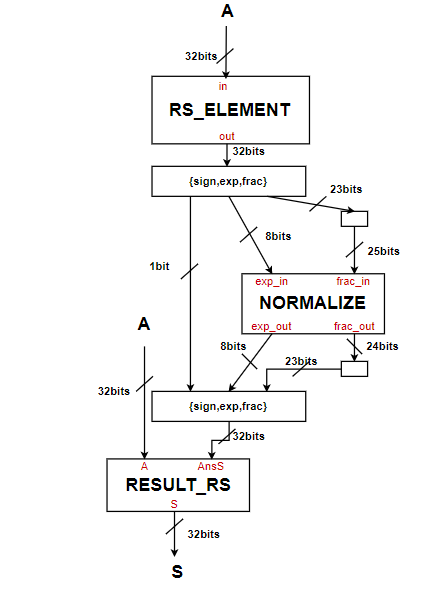 A
32bits
in
RS_ELEMENT
out
32bits
{sign,exp,frac}
23bits
8bits
25bits
1bit
exp_in frac_in
NORMALIZE
exp_out frac_out
A
8bits
24bits
23bits
32bits
{sign,exp,frac}
32bits
A AnsS
RESULT_RS
S
32bits
S